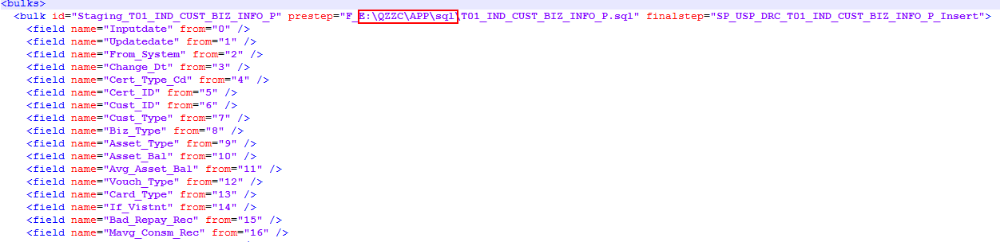 <bulks>
<bulk id="Staging_T01_IND_CUST_BIZ_INFO_P" prestep="F_E:\QZZC\APP\sql\T01_IND_CUST_BIZ_INFO_P.sql" finalstep="SP_USP_DRC_T01_IND_CUST_BIZ_INFO_P_Insert">
<field name="Inputdate" from="0" />
<field name="Updatedate" from="1" />
<field name="From_System" from="2" />
<field name="Change_Dt" from="3" />
<field name="Cert_Type_Cd" from="4" />
<field name="Cert_ID" from="5" />
<field name="Cust_ID" from="6" />
<field name="Cust_Type" from="7" />
<field name="Biz_Type" from="8" />
<field name="Asset_Type" from="9" />
<field name="Asset_Bal" from="10" />
<field name="Avg_Asset_Bal" from="11" />
<field name="Vouch_Type" from="12" />
<field name="Card_Type" from="13" />
<field name="If_Vistnt" from="14" />
<field name="Bad_Repay_Rec" from="15" />
<field name="Mavg_Consm_Rec" from="16" />